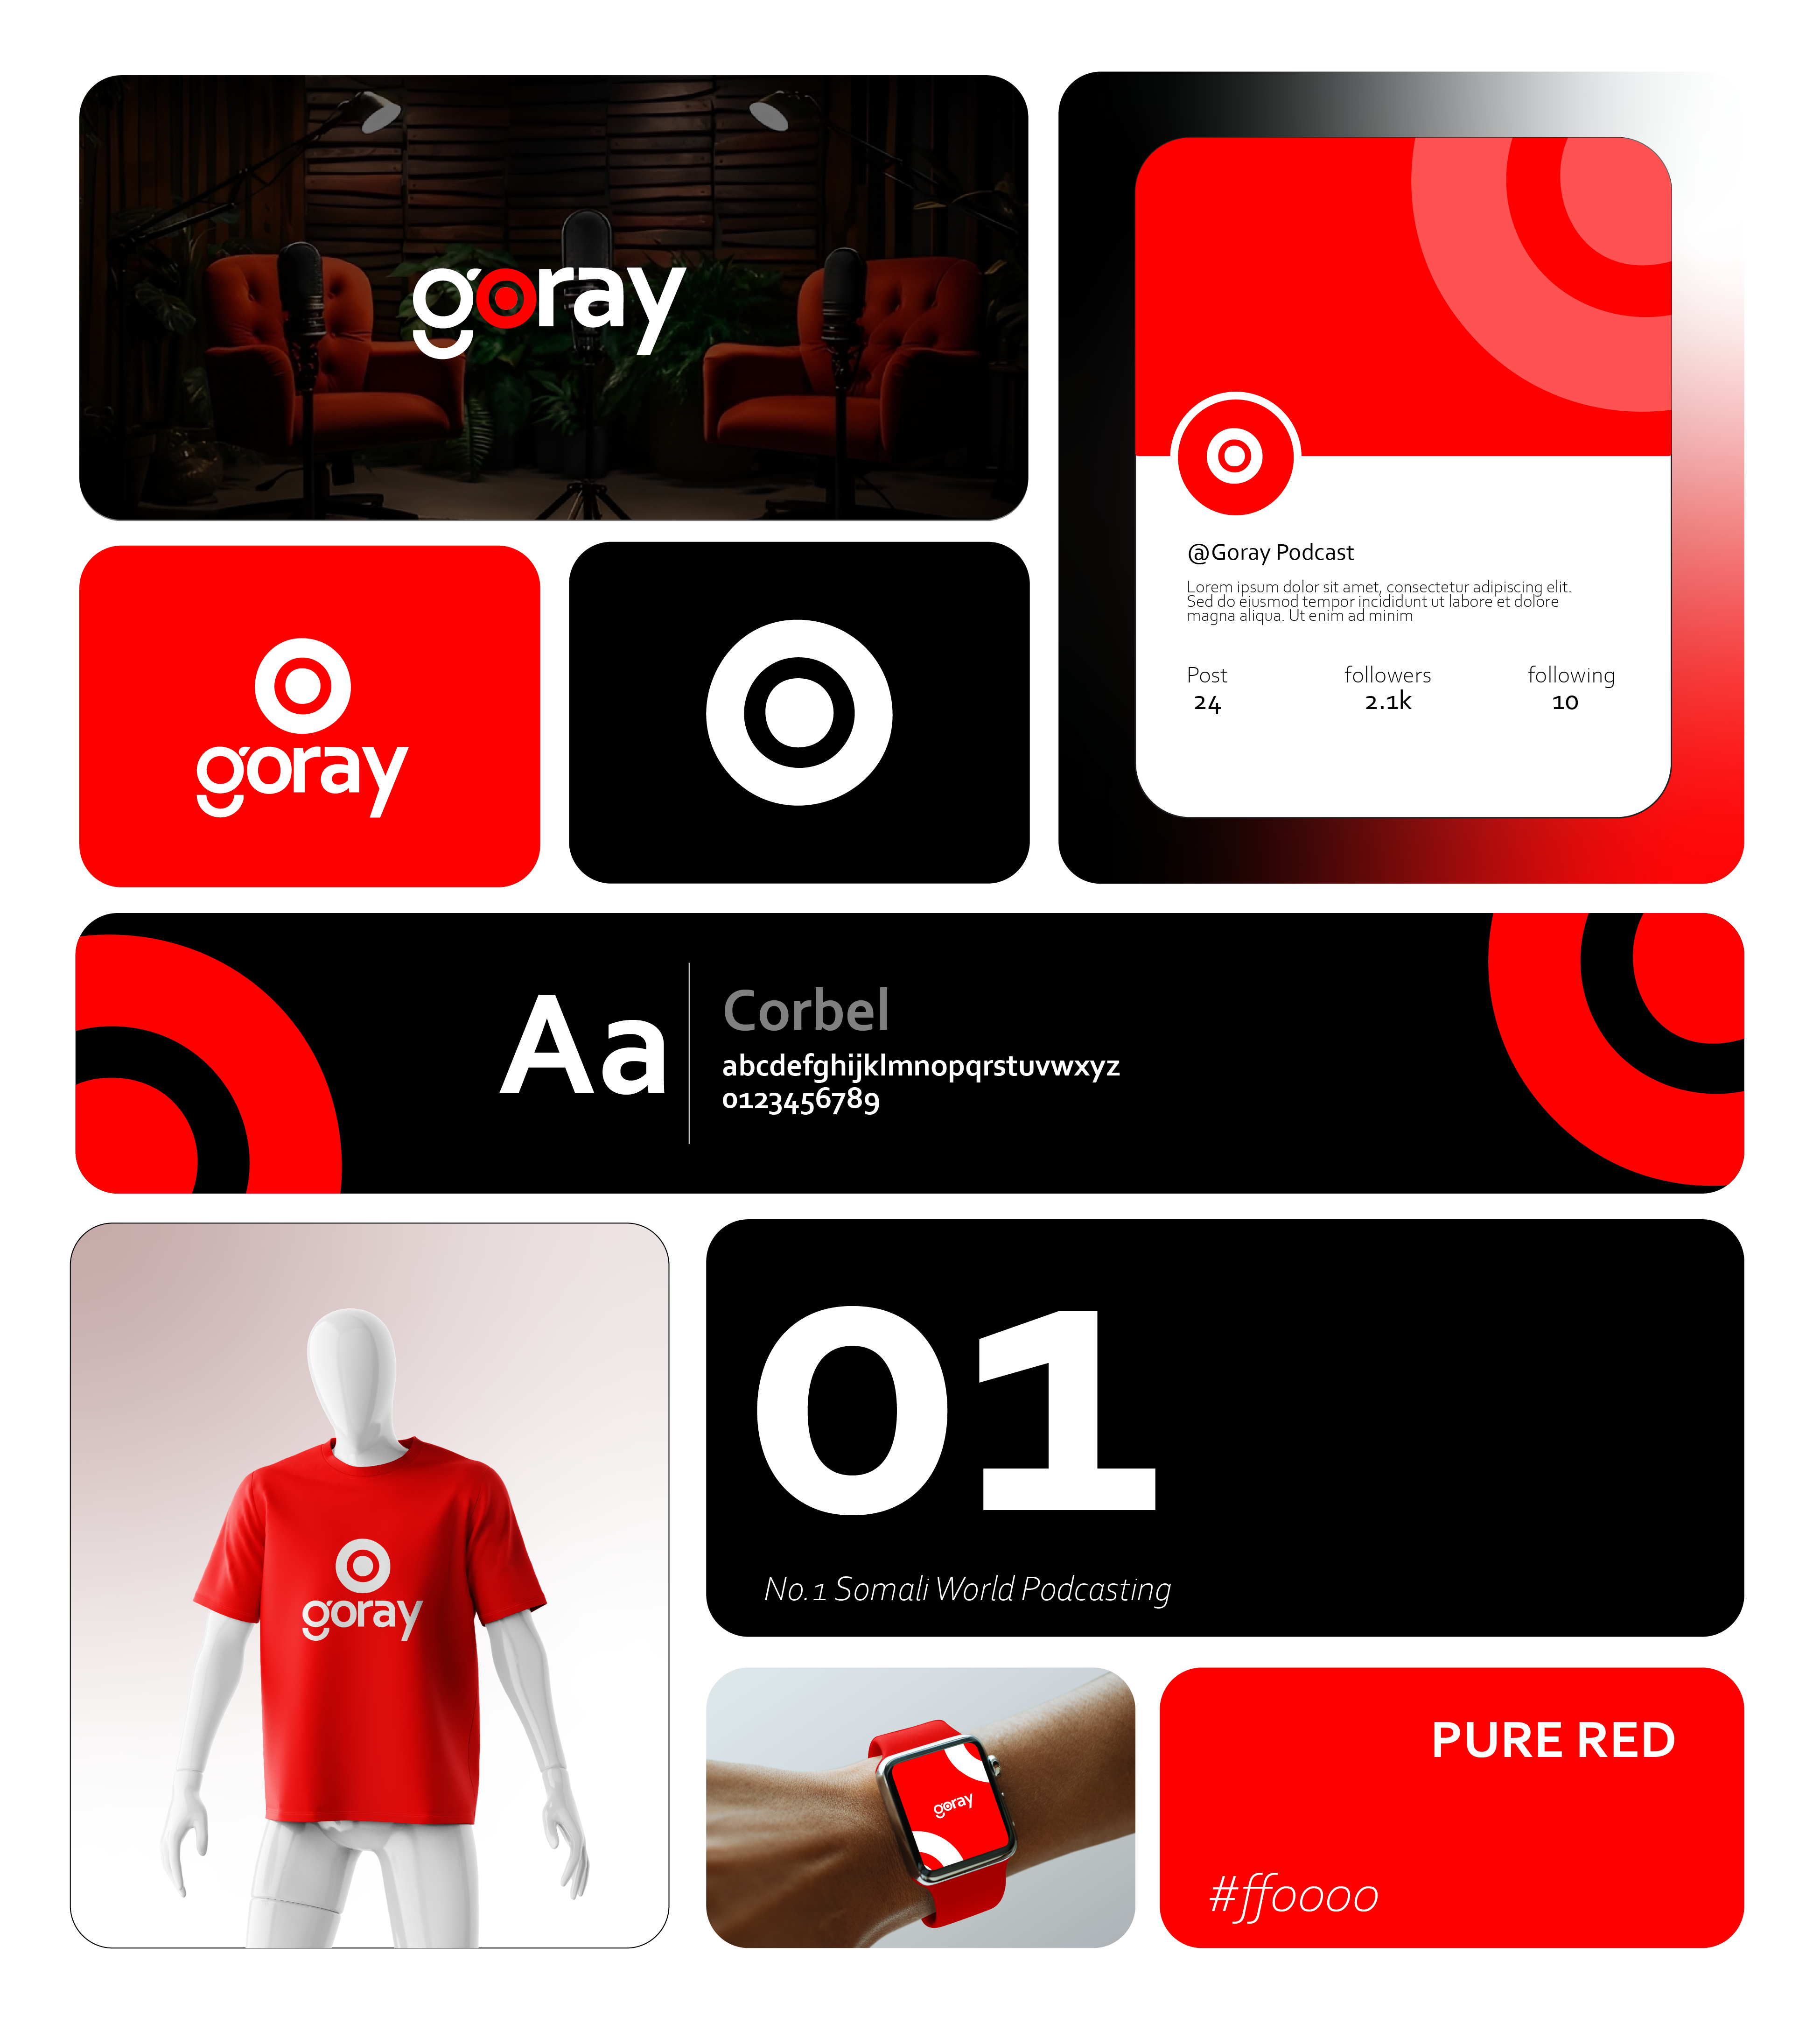 goray
goray
@Goray Podcast
Lorem ipsum dolor sit amet, consectetur adipiscing elit.
Sed do eiusmod tempor incididunt ut labore et dolore
magna aliqua. Ut enim ad minim
Post followers following
24 2.1k 10
Aa
Corbel
abcdefghijklmnopqrstuvwxyz
0123456789
goray
01
No.1 Somali World Podcasting
goray
PURE RED
#ff0000